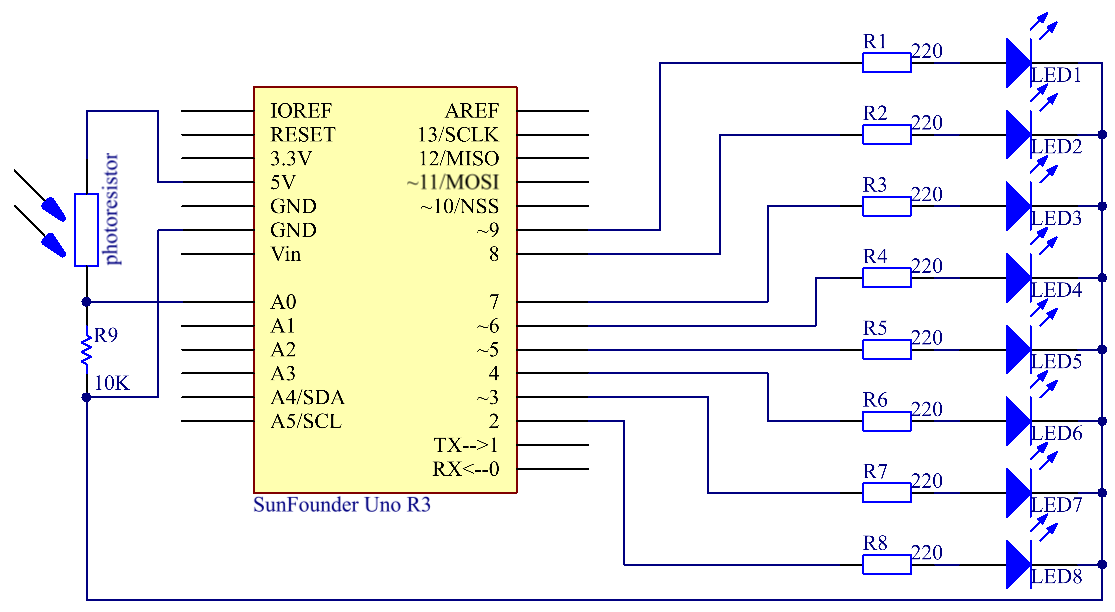 R1
220
LED1
IOREF
AREF
RESET
13/SCLK
R2
220
LED2
3.3V
12/MISO
5V
~11/MOSI
photoresistor
R3
220
LED3
GND
~10/NSS
GND
~9
Vin
8
R4
220
LED4
A0
7
A1
~6
R9
R5
220
LED5
A2
~5
A3
4
10K
A4/SDA
~3
R6
220
LED6
A5/SCL
2
TX-->1
RX<--0
R7
220
LED7
SunFounder Uno R3
R8
220
LED8